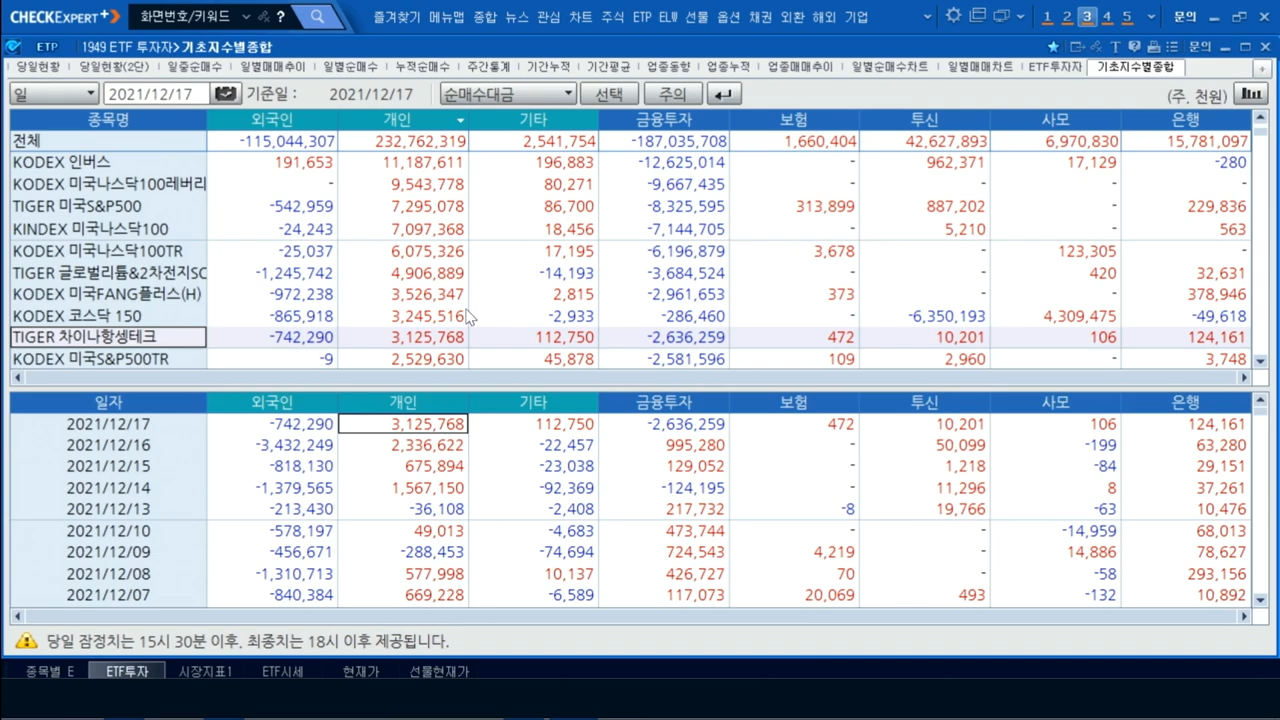 CHECKEXPERT+ 화면번호/키워드 ? 즐겨찾기 메뉴맵 종합 뉴스 관심 차트 주식 ETP ELW 선물 옵션 채권 외환 해외 기업 1 2 3 4 5 문의
ETP 1949 ETF 투자자>기초지수별종합 문의
당일현황 당일현황(2단) 일중순매수 일별매매추이 일별순매수 누적순매수 주간통계 기간누적 기간평균 업종동향 업종누적 업종매매추이 일별순매수차트 일별매매차트 ETF투자자 기초지수별종합
일 2021/12/17 기준일 : 2021/12/17 순매수대금 선택 주의 (주, 천원)
종목명 외국인 개인 기타 금융투자 보험 투신 사모 은행
전체 -115,044,307 232,762,319 2,541,754 -187,035,708 1,660,404 42,627,893 6,970,830 15,781,097
KODEX 인버스 191,653 11,187,611 196,883 -12,625,014 - 962,371 17,129 -280
KODEX 미국나스닥100레버리 - 9,543,778 80,271 -9,667,435 - - - -
TIGER 미국S&P500 -542,959 7,295,078 86,700 -8,325,595 313,899 887,202 - 229,836
KINDEX 미국나스닥100 -24,243 7,097,368 18,456 -7,144,705 - 5,210 - 563
KODEX 미국나스닥100TR -25,037 6,075,326 17,195 -6,196,879 3,678 - 123,305 -
TIGER 글로벌리튬&2차전지SC -1,245,742 4,906,889 -14,193 -3,684,524 - - 420 32,631
KODEX 미국FANG플러스(H) -972,238 3,526,347 2,815 -2,961,653 373 - - 378,946
KODEX 코스닥 150 -865,918 3,245,516 -2,933 -286,460 - -6,350,193 4,309,475 -49,618
TIGER 차이나항셍테크 -742,290 3,125,768 112,750 -2,636,259 472 10,201 106 124,161
KODEX 미국S&P500TR -9 2,529,630 45,878 -2,581,596 109 2,960 - 3,748
일자 외국인 개인 기타 금융투자 보험 투신 사모 은행
2021/12/17 -742,290 3,125,768 112,750 -2,636,259 472 10,201 106 124,161
2021/12/16 -3,432,249 2,336,622 -22,457 995,280 - 50,099 -199 63,280
2021/12/15 -818,130 675,894 -23,038 129,052 - 1,218 -84 29,151
2021/12/14 -1,379,565 1,567,150 -92,369 -124,195 - 11,296 8 37,261
2021/12/13 -213,430 -36,108 -2,408 217,732 -8 19,766 -63 10,476
2021/12/10 -578,197 49,013 -4,683 473,744 - - -14,959 68,013
2021/12/09 -456,671 -288,453 -74,694 724,543 4,219 - 14,886 78,627
2021/12/08 -1,310,713 577,998 10,137 426,727 70 - -58 293,156
2021/12/07 -840,384 669,228 -6,589 117,073 20,069 493 -132 10,892
당일 잠정치는 15시 30분 이후, 최종치는 18시 이후 제공됩니다.
종목별 E ETF투자 시장지표1 ETF시세 현재가 선물현재가